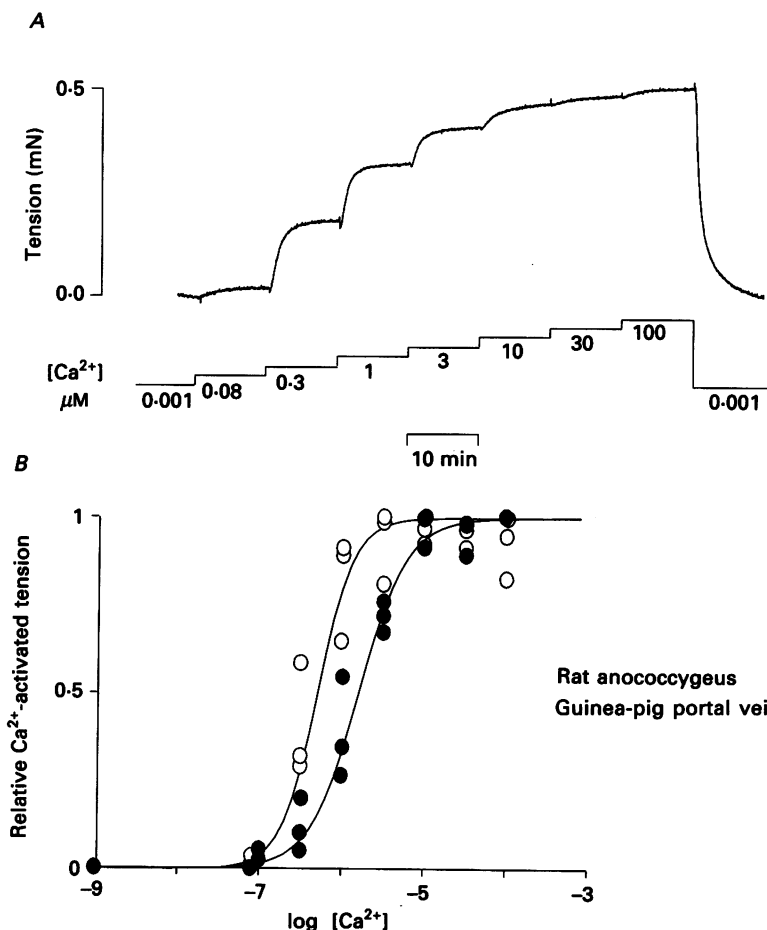 A
Tension (mN)
0·5
0·0
[Ca²⁺]
μM
0·001
0·08
0·3
1
3
10
30
100
0·001
10 min
B
Relative Ca²⁺-activated tension
1
0·5
0
−9
−7
−5
−3
log [Ca²⁺]
Rat anococcygeus
Guinea-pig portal vei